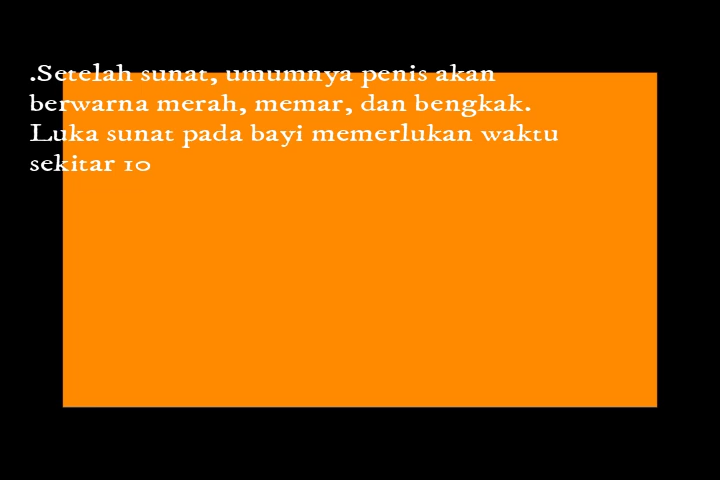 .Setelah sunat, umumnya penis akan
berwarna merah, memar, dan bengkak.
Luka sunat pada bayi memerlukan waktu
sekitar 10